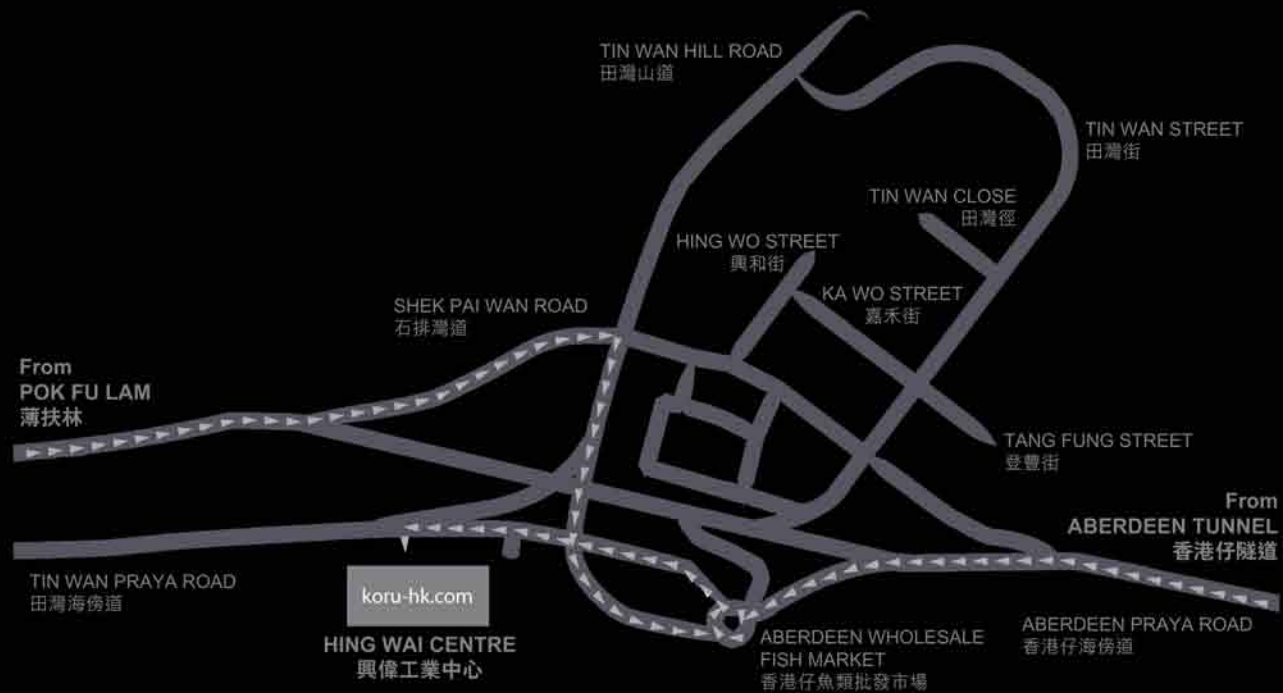 TIN WAN HILL ROAD
田灣山道
TIN WAN STREET
田灣街
TIN WAN CLOSE
田灣徑
HING WO STREET
興和街
KA WO STREET
嘉禾街
SHEK PAI WAN ROAD
石排灣道
From
POK FU LAM
薄扶林
TANG FUNG STREET
登豐街
From
ABERDEEN TUNNEL
香港仔隧道
TIN WAN PRAYA ROAD
田灣海傍道
koru-hk.com
HING WAI CENTRE
興偉工業中心
ABERDEEN WHOLESALE
FISH MARKET
香港仔魚類批發市場
ABERDEEN PRAYA ROAD
香港仔海傍道